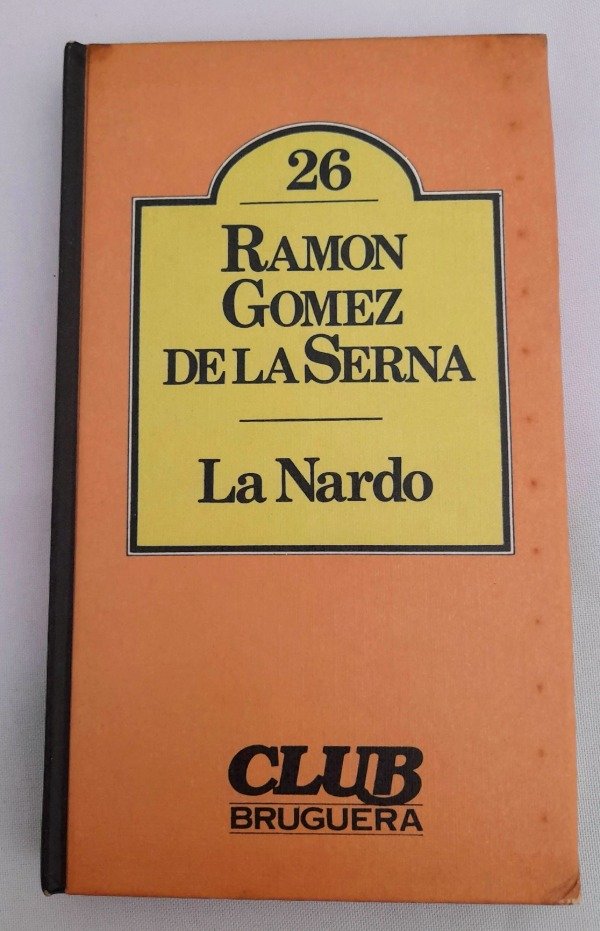 26
RAMON
GOMEZ
DE LA SERNA
La Nardo
CLUB
BRUGUERA